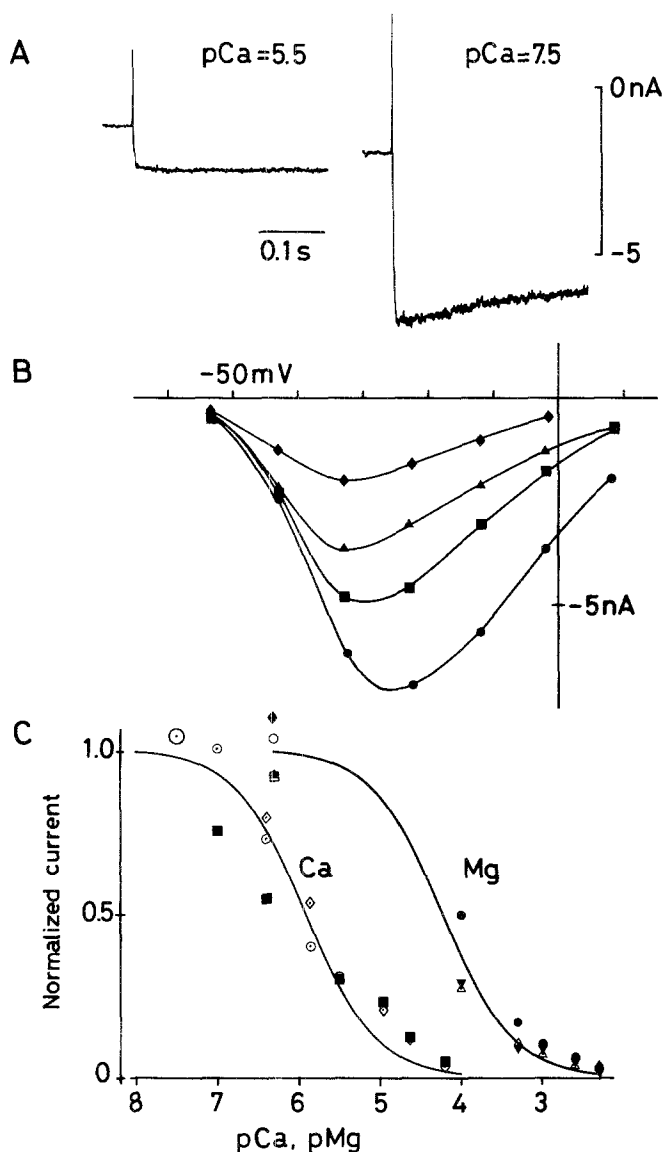 A
pCa=5.5
pCa=7.5
0nA
-5
0.1s
B
-50mV
-5nA
C
Normalized current
1.0
0.5
0
Ca
Mg
8 7 6 5 4 3
pCa, pMg